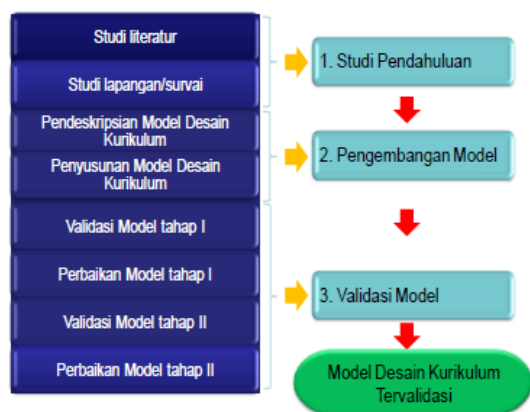 Studi literatur
Studi lapangan/survai
Pendeskripsian Model Desain
Kurikulum
Penyusunan Model Desain
Kurikulum
Validasi Model tahap I
Perbaikan Model tahap I
Validasi Model tahap II
Perbaikan Model tahap II
1. Studi Pendahuluan
2. Pengembangan Model
3. Validasi Model
Model Desain Kurikulum
Tervalidasi